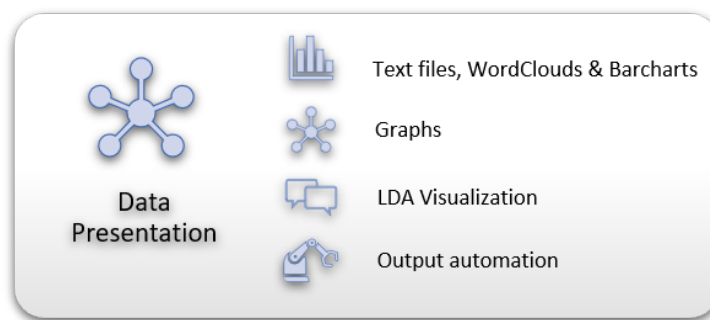 Data
Presentation
Text files, WordClouds & Barcharts
Graphs
LDA Visualization
Output automation